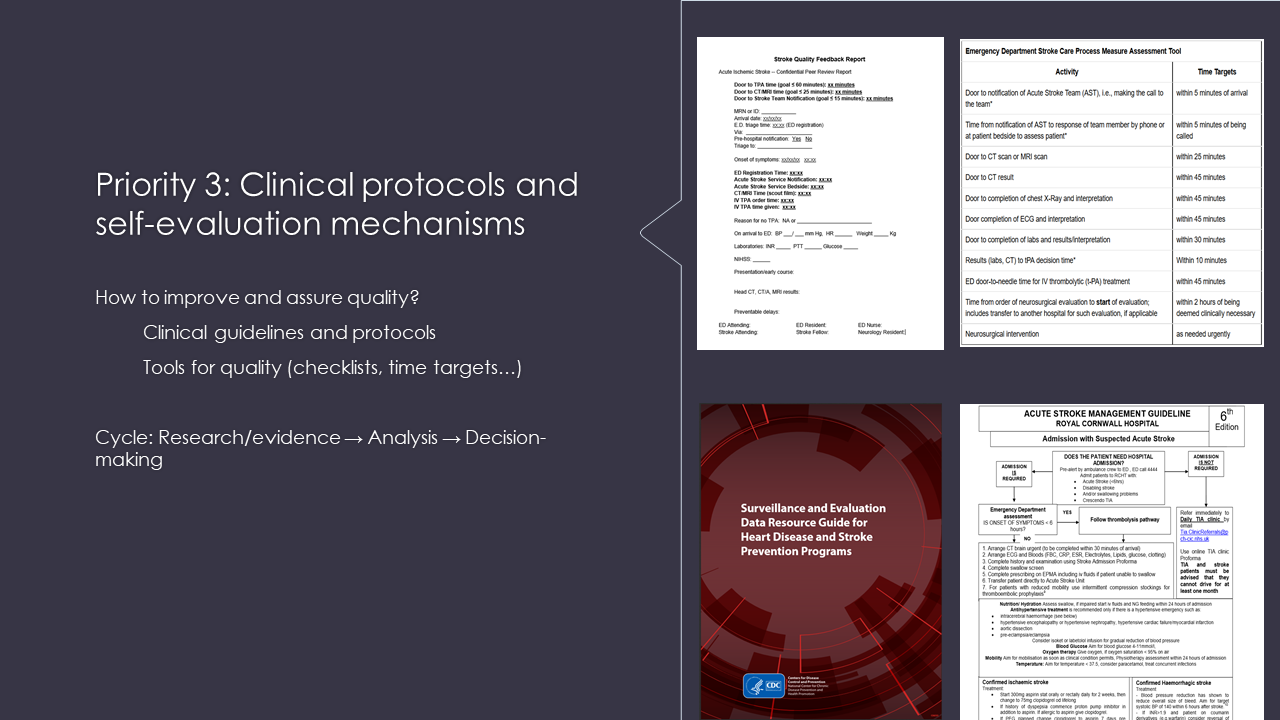 Priority 3: Clinical protocols and
self-evaluation mechanisms
How to improve and assure quality?
Clinical guidelines and protocols
Tools for quality (checklists, time targets…)
Cycle: Research/evidence → Analysis → Decision-
making
Stroke Quality Feedback Report
Acute Ischemic Stroke -- Confidential Peer Review Report
Door to TPA time (goal ≤ 60 minutes): xx minutes
Door to CT/MRI time (goal ≤ 25 minutes): xx minutes
Door to Stroke Team Notification (goal ≤ 15 minutes): xx minutes
MRN or ID: ____________
Arrival date: xx/xx/xx
E.D. triage time: xx:xx (ED registration)
Via: ____________
Pre-hospital notification: Yes No
Triage to: ____________
Onset of symptoms: xx/xx/xx xx:xx
ED Registration Time: xx:xx
Acute Stroke Service Notification: xx:xx
Acute Stroke Service Bedside: xx:xx
CT/MRI Time (scout film): xx:xx
IV TPA order time: xx:xx
IV TPA time given: xx:xx
Reason for no TPA: NA or ____________
On arrival to ED: BP ___/ ___ mm Hg, HR ______ Weight _____ Kg
Laboratories: INR _____ PTT _____ Glucose _____
NIHSS: ______
Presentation/early course:
Head CT, CT/A, MRI results:
Preventable delays:
ED Attending: ED Resident: ED Nurse:
Stroke Attending: Stroke Fellow: Neurology Resident:
Emergency Department Stroke Care Process Measure Assessment Tool
Activity Time Targets
Door to notification of Acute Stroke Team (AST), i.e., making the call to within 5 minutes of arrival
the team*
Time from notification of AST to response of team member by phone or within 5 minutes of being
at patient bedside to assess patient* called
Door to CT scan or MRI scan within 25 minutes
Door to CT result within 45 minutes
Door to completion of chest X-Ray and interpretation within 45 minutes
Door completion of ECG and interpretation within 45 minutes
Door to completion of labs and results/interpretation within 30 minutes
Results (labs, CT) to tPA decision time* Within 10 minutes
ED door-to-needle time for IV thrombolytic (t-PA) treatment within 45 minutes
Time from order of neurosurgical evaluation to start of evaluation; within 2 hours of being
includes transfer to another hospital for such evaluation, if applicable deemed clinically necessary
Neurosurgical intervention as needed urgently
Surveillance and Evaluation
Data Resource Guide for
Heart Disease and Stroke
Prevention Programs
CDC
Centers for Disease
Control and Prevention
National Center for Chronic
Disease Prevention and
Health Promotion
ACUTE STROKE MANAGEMENT GUIDELINE
ROYAL CORNWALL HOSPITAL
6th
Edition
Admission with Suspected Acute Stroke
ADMISSION
IS
REQUIRED
DOES THE PATIENT NEED HOSPITAL
ADMISSION?
Pre-alert by ambulance crew to ED , ED call 4444
Admit patients to RCHT with:
• Acute Stroke (<6hrs)
• Disabling stroke
• And/or swallowing problems
• Crescendo TIA
ADMISSION
IS NOT
REQUIRED
Emergency Department
assessment
IS ONSET OF SYMPTOMS < 6
hours?
YES
Follow thrombolysis pathway
NO
Refer immediately to
Daily TIA clinic by
email
Use online TIA clinic
Proforma
TIA and stroke
patients must be
advised that they
cannot drive for at
least one month
1. Arrange CT brain urgent (to be completed within 30 minutes of arrival)
2. Arrange ECG and Bloods (FBC, CRP, ESR, Electrolytes, Lipids, glucose, clotting)
3. Complete history and examination using Stroke Admission Proforma
4. Complete swallow screen
5. Complete prescribing on EPMA including iv fluids if patient unable to swallow
6. Transfer patient directly to Acute Stroke Unit
7. For patients with reduced mobility use intermittent compression stockings for
thromboembolic prophylaxis
Nutrition/ Hydration Assess swallow, if impaired start iv fluids and NG feeding within 24 hours of admission
Antihypertensive treatment is recommended only if there is a hypertensive emergency such as:
• intracerebral haemorrhage (see below)
• hypertensive encephalopathy or hypertensive nephropathy, hypertensive cardiac failure/myocardial infarction
• aortic dissection
• pre-eclampsia/eclampsia
Consider isoket or labetolol infusion for gradual reduction of blood pressure
Blood Glucose Aim for blood glucose 4-11mmol/l,
Oxygen therapy Give oxygen, if oxygen saturation < 95% on air
Mobility Aim for mobilisation as soon as clinical condition permits. Physiotherapy assessment within 24 hours of admission
Temperature: Aim for temperature < 37.5, consider paracetamol, treat concurrent infections
Confirmed ischaemic stroke
Treatment:
• Start 300mg aspirin stat orally or rectally daily for 2 weeks, then
change to 75mg clopidogrel od lifelong
• If history of dyspepsia commence proton pump inhibitor in
addition to aspirin. If allergic to aspirin give clopidogrel.
Confirmed Haemorrhagic stroke
Treatment
- Blood pressure reduction has shown to
reduce overall size of bleed. Aim for target
systolic BP of 140 within 6 hours after stroke.